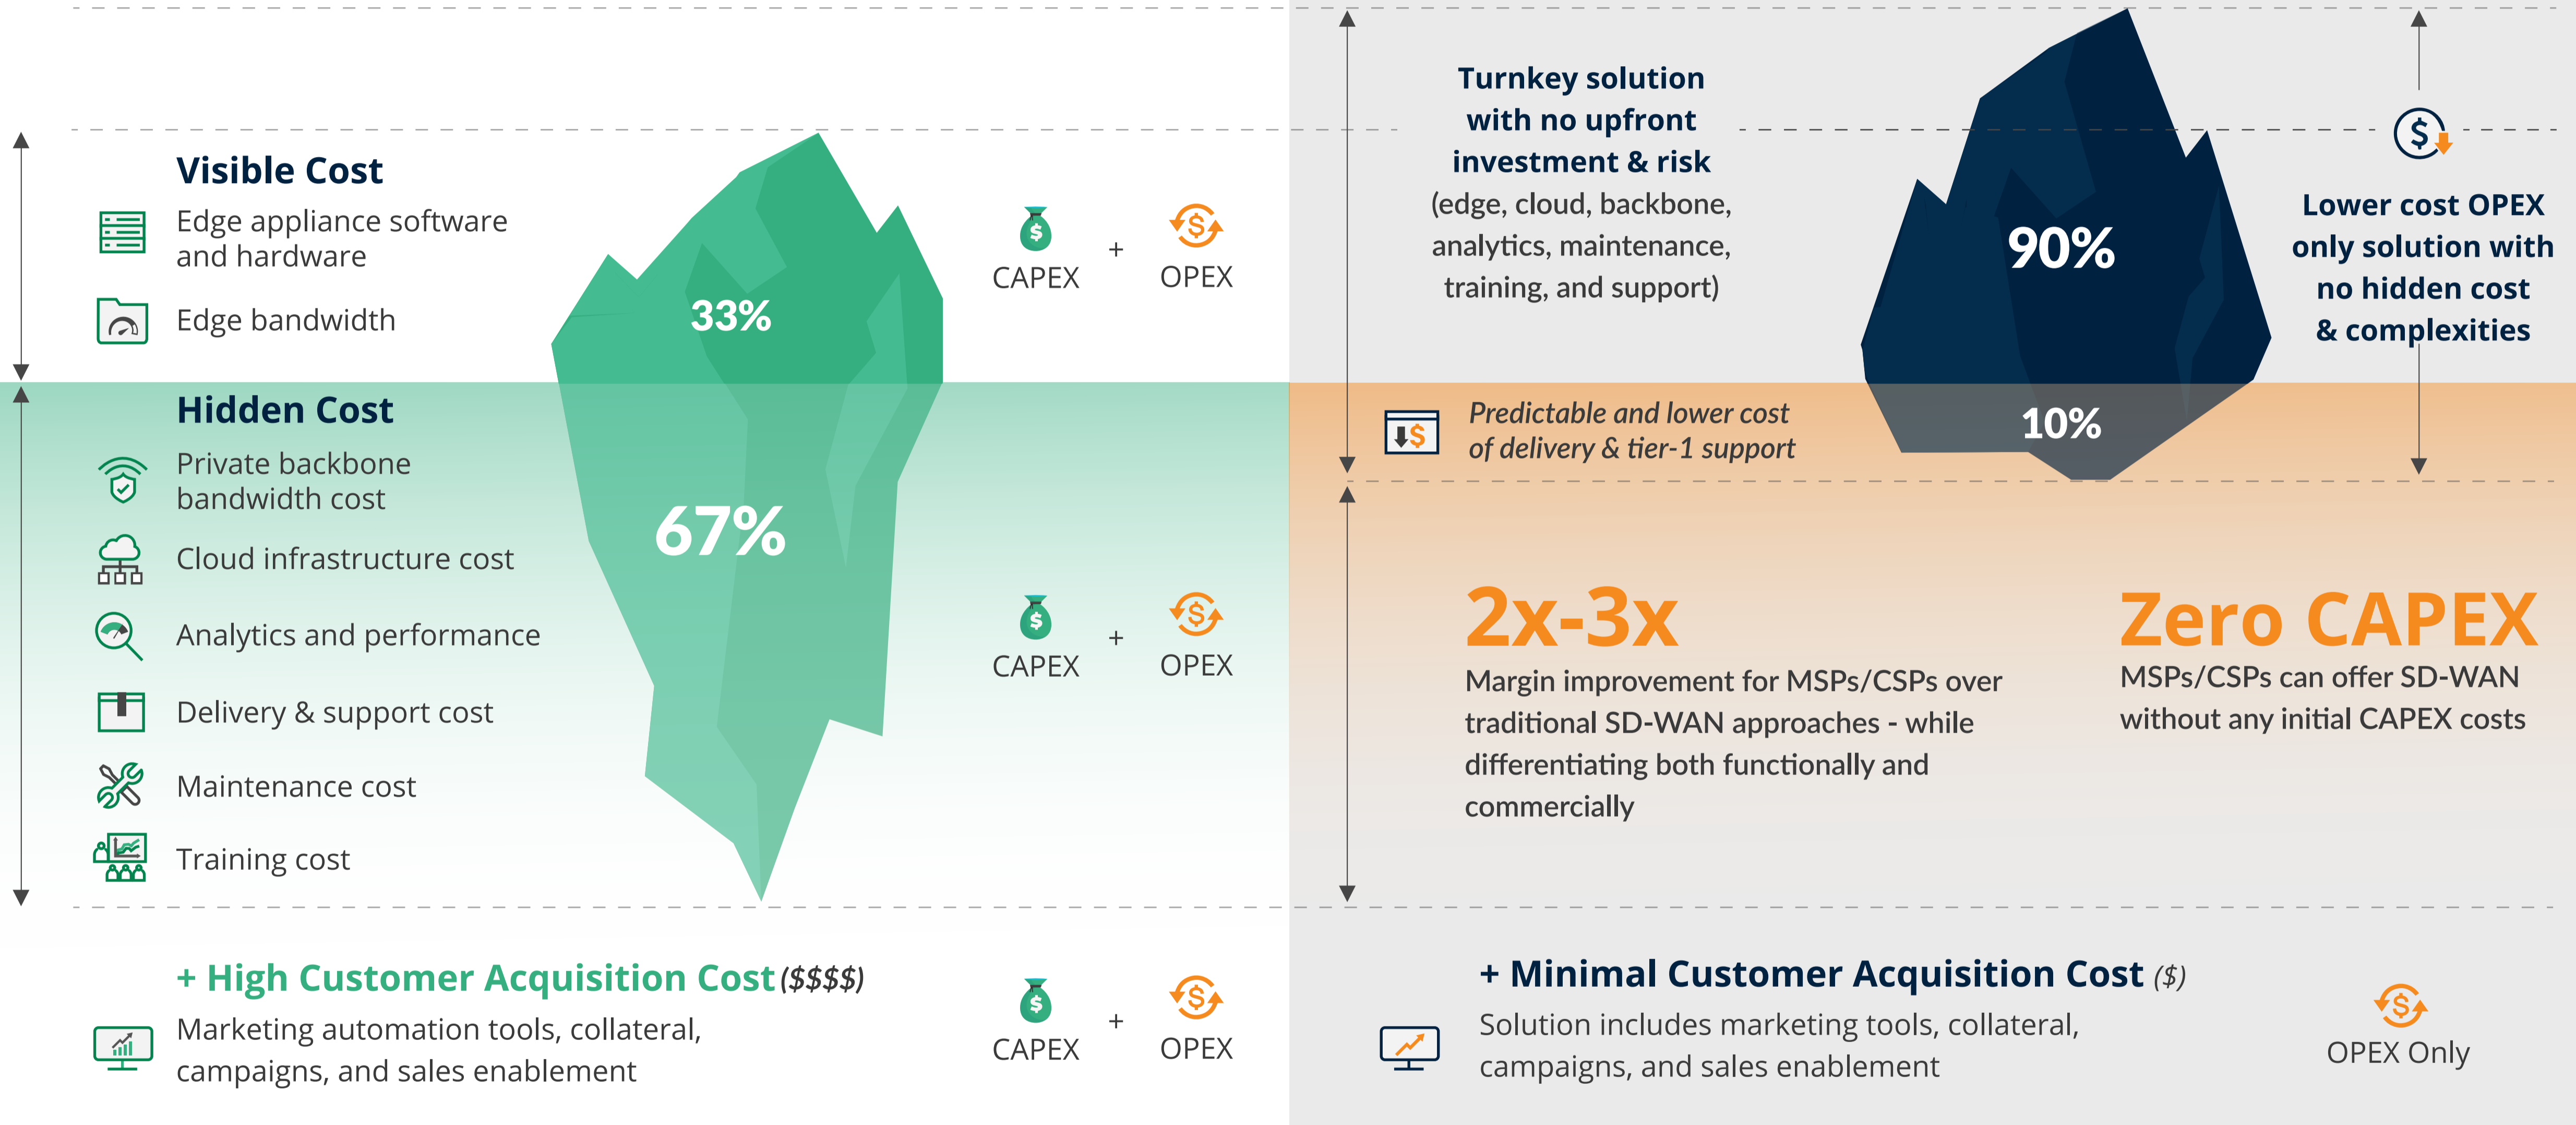 Visible Cost
Edge appliance software
and hardware
Edge bandwidth
33%
CAPEX
+
OPEX
Hidden Cost
Private backbone
bandwidth cost
Cloud infrastructure cost
Analytics and performance
Delivery & support cost
Maintenance cost
Training cost
67%
CAPEX
+
OPEX
+ High Customer Acquisition Cost ($$$$)
Marketing automation tools, collateral,
campaigns, and sales enablement
CAPEX
+
OPEX
Turnkey solution
with no upfront
investment & risk
(edge, cloud, backbone,
analytics, maintenance,
training, and support)
90%
Lower cost OPEX
only solution with
no hidden cost
& complexities
Predictable and lower cost
of delivery & tier-1 support
10%
2x-3x
Margin improvement for MSPs/CSPs over
traditional SD-WAN approaches - while
differentiating both functionally and
commercially
Zero CAPEX
MSPs/CSPs can offer SD-WAN
without any initial CAPEX costs
+ Minimal Customer Acquisition Cost ($)
Solution includes marketing tools, collateral,
campaigns, and sales enablement
OPEX Only